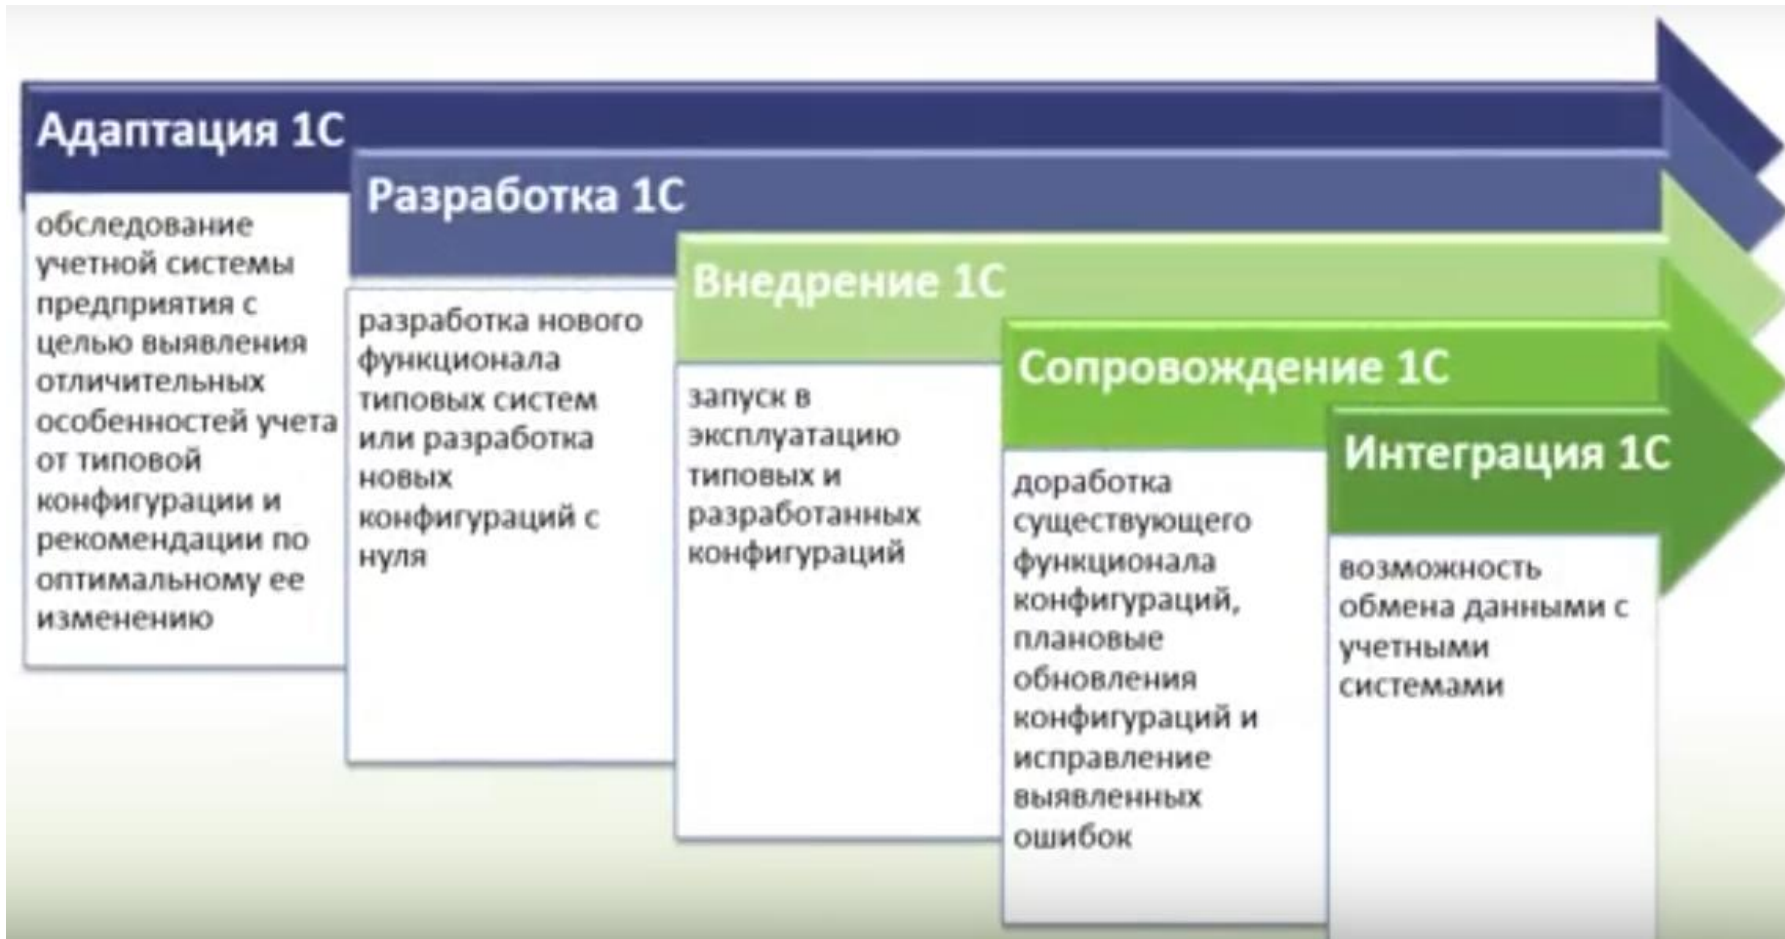 Адаптация 1С
обследование
учетной системы
предприятия с
целью выявления
отличительных
особенностей учета
от типовой
конфигурации и
рекомендации по
оптимальному ее
изменению
Разработка 1С
разработка нового
функционала
типовых систем
или разработка
новых
конфигураций с
нуля
Внедрение 1С
запуск в
эксплуатацию
типовых и
разработанных
конфигураций
Сопровождение 1С
доработка
существующего
функционала
конфигураций,
плановые
обновления
конфигураций и
исправление
выявленных
ошибок
Интеграция 1С
возможность
обмена данными с
учетными
системами